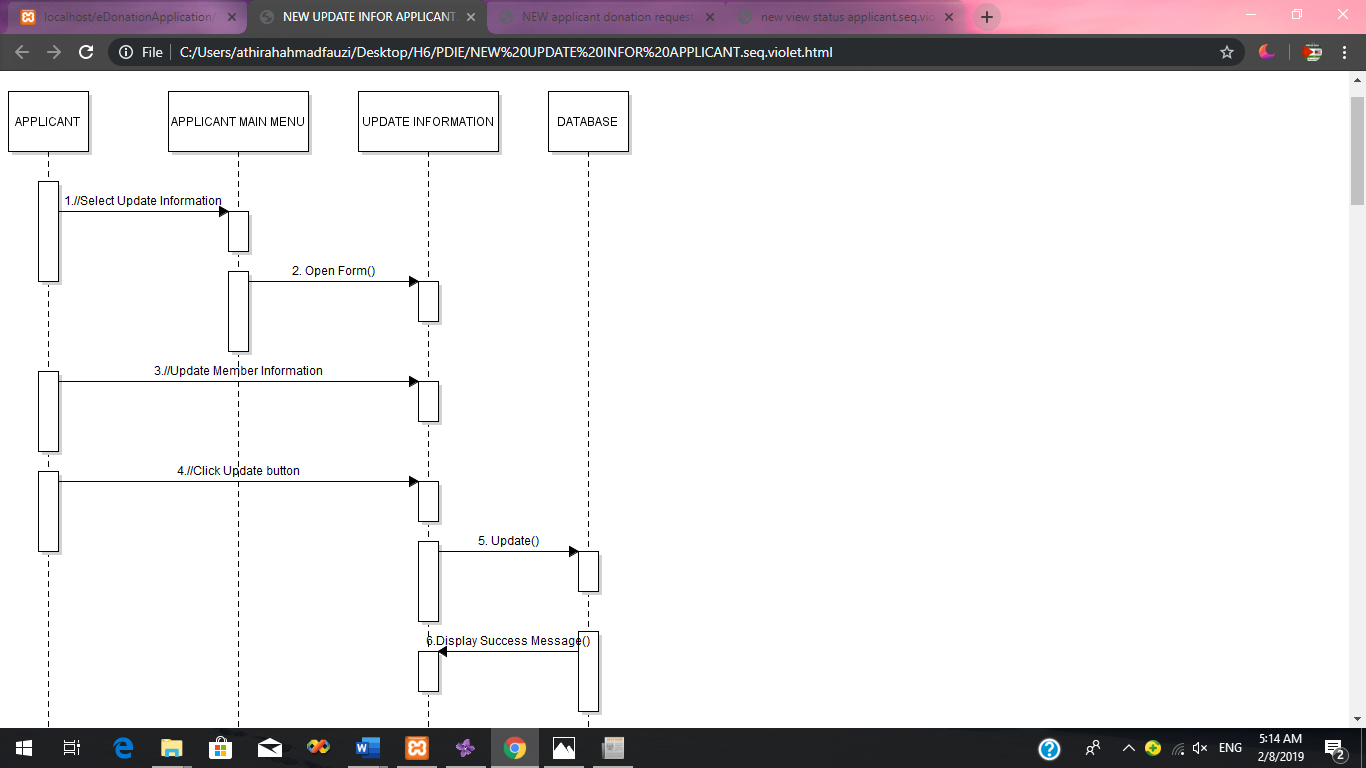 localhost/eDonationApplication/
NEW UPDATE INFOR APPLICANT.
NEW applicant donation request
new view status applicant.seq.vio
File
C:/Users/athirahahmadfauzi/Desktop/H6/PDIE/NEW%20UPDATE%20INFOR%20APPLICANT.seq.violet.html
APPLICANT
APPLICANT MAIN MENU
UPDATE INFORMATION
DATABASE
1.//Select Update Information
2. Open Form()
3.//Update Member Information
4.//Click Update button
5. Update()
6.Display Success Message()
ENG
5:14 AM
2/8/2019
2